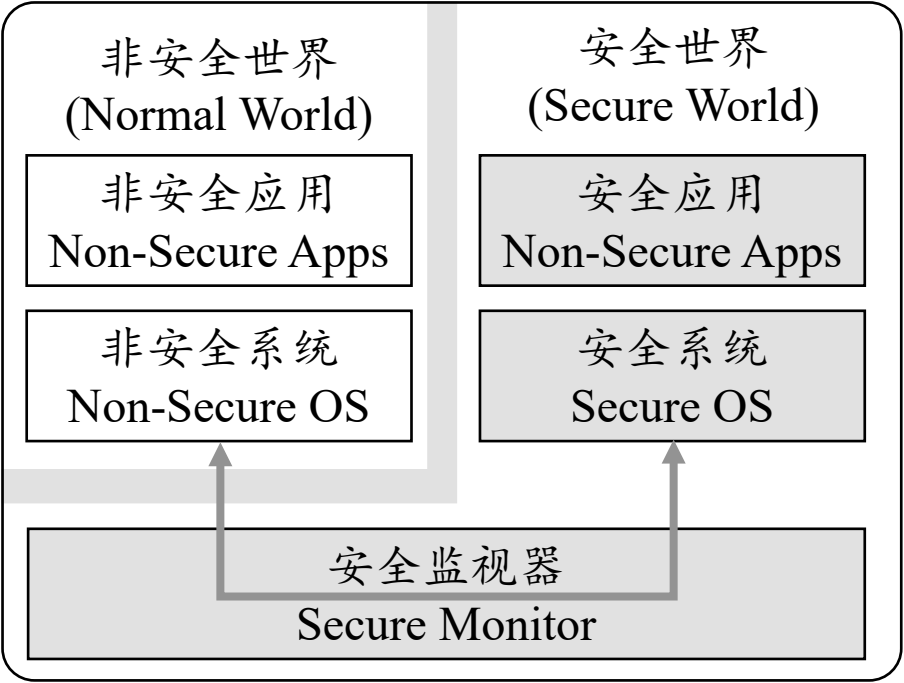 非安全世界
(Normal World)
安全世界
(Secure World)
非安全应用
Non-Secure Apps
安全应用
Non-Secure Apps
非安全系统
Non-Secure OS
安全系统
Secure OS
安全监视器
Secure Monitor